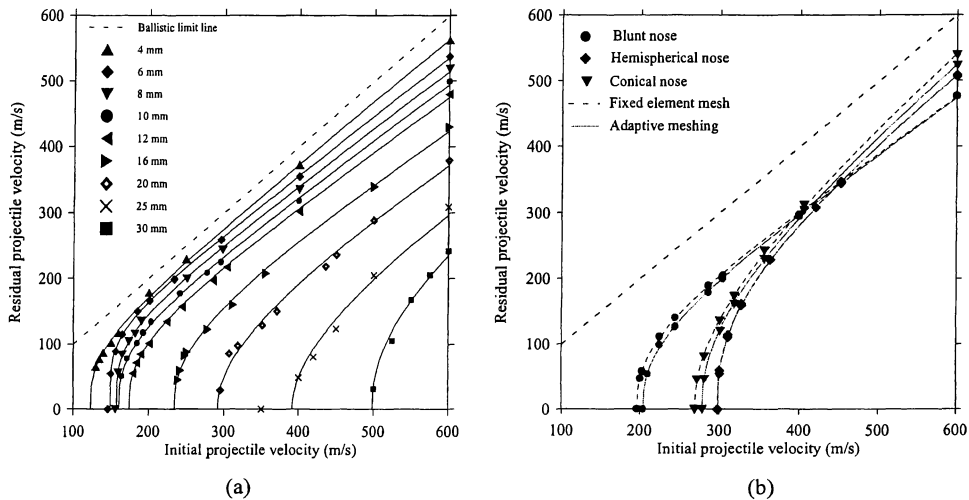 600
500
400
300
200
100
0
Residual projectile velocity (m/s)
Ballistic limit line
4 mm
6 mm
8 mm
10 mm
12 mm
16 mm
20 mm
25 mm
30 mm
100 200 300 400 500 600
Initial projectile velocity (m/s)
(a)
600
500
400
300
200
100
0
Residual projectile velocity (m/s)
Blunt nose
Hemispherical nose
Conical nose
Fixed element mesh
Adaptive meshing
100 200 300 400 500 600
Initial projectile velocity (m/s)
(b)